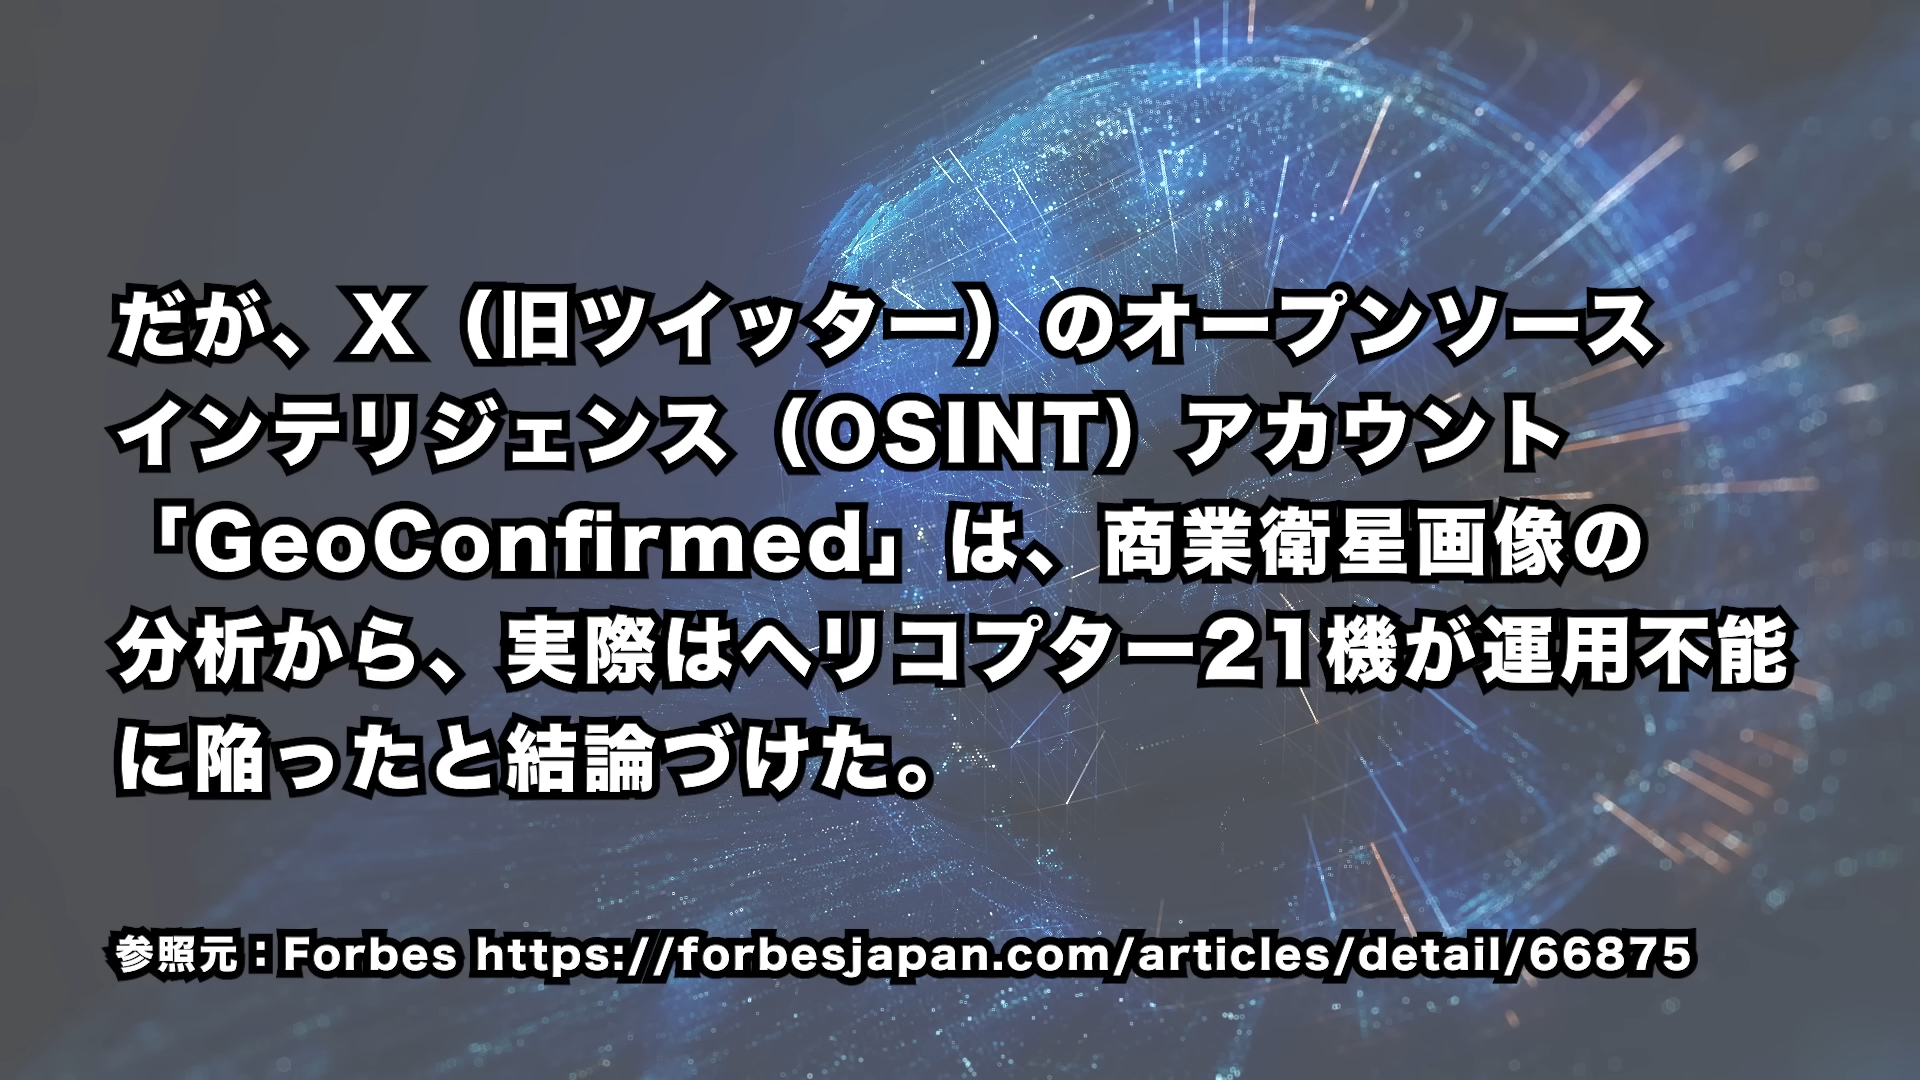 だが、X（旧ツイッター）のオープンソース
インテリジェンス（OSINT）アカウント
「GeoConfirmed」は、商業衛星画像の
分析から、実際はヘリコプター21機が運用不能
に陥ったと結論づけた。
参照元：Forbes https://forbesjapan.com/articles/detail/66875